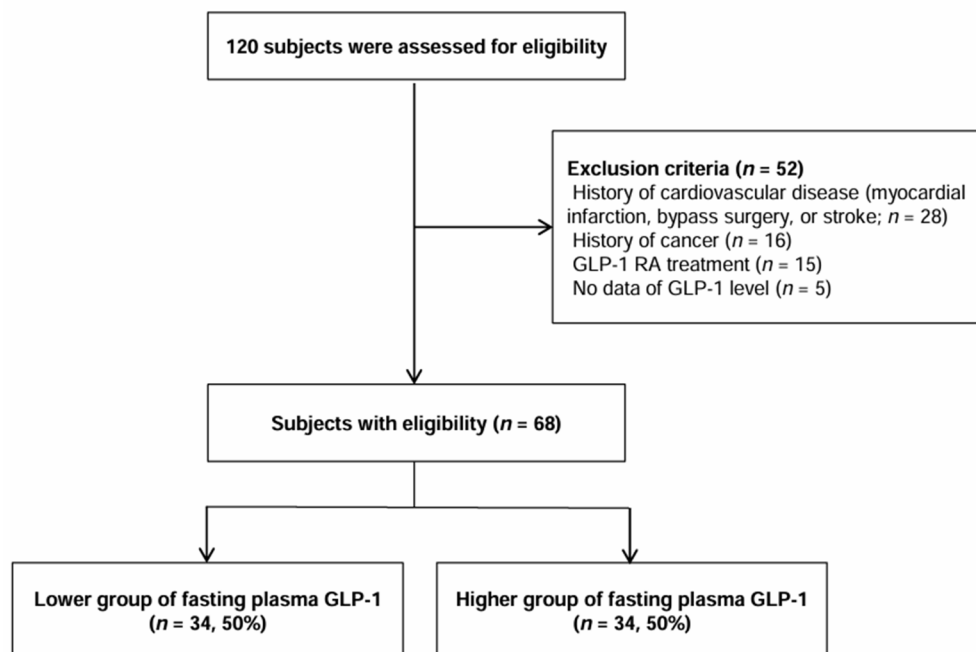 120 subjects were assessed for eligibility
Exclusion criteria (n = 52)
History of cardiovascular disease (myocardial
infarction, bypass surgery, or stroke; n = 28)
History of cancer (n = 16)
GLP-1 RA treatment (n = 15)
No data of GLP-1 level (n = 5)
Subjects with eligibility (n = 68)
Lower group of fasting plasma GLP-1
(n = 34, 50%)
Higher group of fasting plasma GLP-1
(n = 34, 50%)